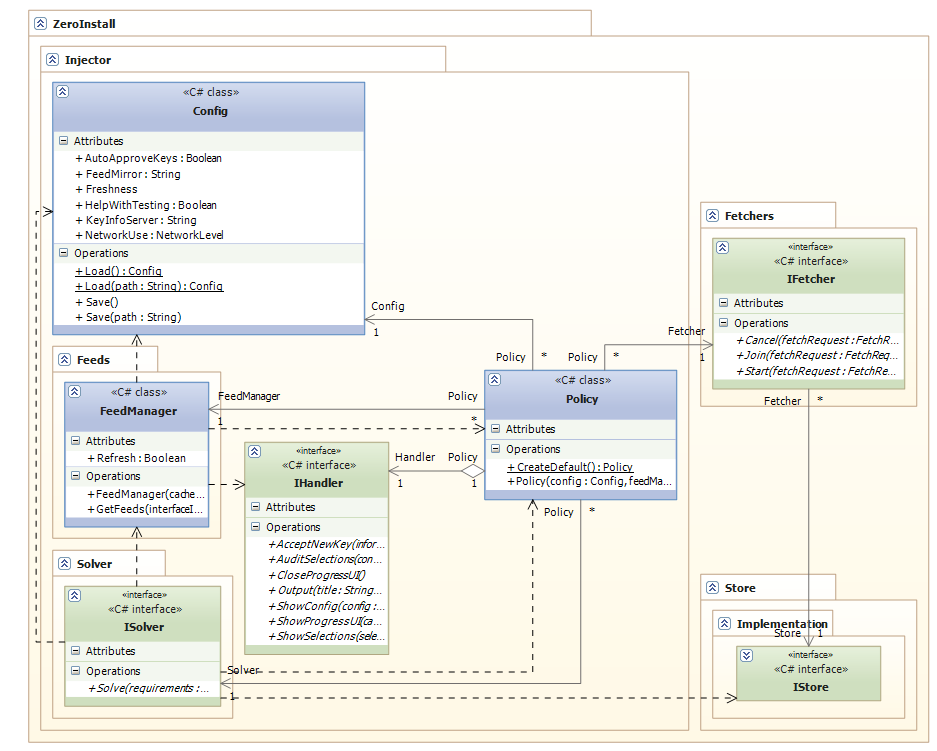 ZeroInstall
Injector
«C# class»
Config
Attributes
+ AutoApproveKeys : Boolean
+ FeedMirror : String
+ Freshness
+ HelpWithTesting : Boolean
+ KeyInfoServer : String
+ NetworkUse : NetworkLevel
Operations
+ Load() : Config
+ Load(path : String) : Config
+ Save()
+ Save(path : String)
Fetchers
«interface»
«C# interface»
IFetcher
Attributes
Operations
+ Cancel(fetchRequest : FetchR...
+ Join(fetchRequest : FetchReq...
+ Start(fetchRequest : FetchRe...
Config
1
Policy *
Policy *
Fetcher
1
Fetcher *
Feeds
«C# class»
FeedManager
Attributes
+ Refresh : Boolean
Operations
+ FeedManager(cache...
+ GetFeeds(interfaceI...
FeedManager
1
Policy
*
«C# class»
Policy
Attributes
Operations
+ CreateDefault() : Policy
+ Policy(config : Config, feedMa...
Handler
1
Policy
1
Policy *
«interface»
«C# interface»
IHandler
Attributes
Operations
+ AcceptNewKey(infor...
+ AuditSelections(con...
+ CloseProgressUI()
+ Output(title : String...
+ ShowConfig(config :...
+ ShowProgressUI(ca...
+ ShowSelections(sele...
Solver
«interface»
«C# interface»
ISolver
Attributes
Operations
+ Solve(requirements :...
Solver
1
Store
Implementation
Store 1
«interface»
«C# interface»
IStore